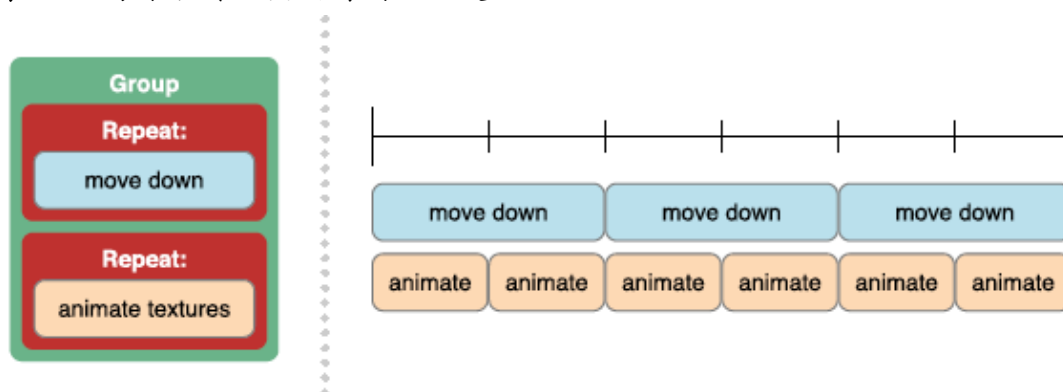 Group
Repeat:
move down
Repeat:
animate textures
move down move down move down
animate animate animate animate animate animate